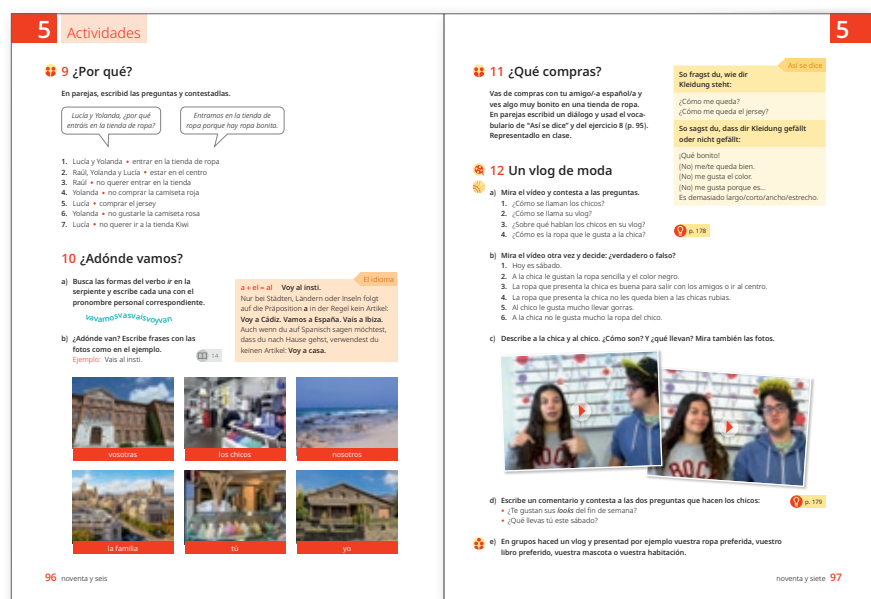 5
Actividades
9 ¿Por qué?
En parejas, escribid las preguntas y contestadlas.
Lucía y Yolanda, ¿por qué
entráis en la tienda de ropa?
Entramos en la tienda de
ropa porque hay ropa bonita.
1. Lucía y Yolanda • entrar en la tienda de ropa
2. Raúl, Yolanda y Lucía • estar en el centro
3. Raúl • no querer entrar en la tienda
4. Yolanda • no comprar la camiseta roja
5. Lucía • comprar el jersey
6. Yolanda • no gustarle la camiseta rosa
7. Lucía • no querer ir a la tienda Kiwi
10 ¿Adónde vamos?
a) Busca las formas del verbo ir en la
serpiente y escribe cada una con el
pronombre personal correspondiente.
vavamosvasvaisvoyvan
b) ¿Adónde van? Escribe frases con las
fotos como en el ejemplo.
Ejemplo: Vais al insti.
14
El idioma
a + el = al Voy al insti.
Nur bei Städten, Ländern oder Inseln folgt
auf die Präposition a in der Regel kein Artikel:
Voy a Cádiz. Vamos a España. Vais a Ibiza.
Auch wenn du auf Spanisch sagen möchtest,
dass du nach Hause gehst, verwendest du
keinen Artikel: Voy a casa.
vosotras
los chicos
nosotros
la familia
tú
yo
96 noventa y seis
5
11 ¿Qué compras?
Vas de compras con tu amigo/-a español/a y
ves algo muy bonito en una tienda de ropa.
En parejas escribid un diálogo y usad el voca-
bulario de "Así se dice" y del ejercicio 8 (p. 95).
Representadlo en clase.
Así se dice
So fragst du, wie dir
Kleidung steht:
¿Cómo me queda?
¿Cómo me queda el jersey?
So sagst du, dass dir Kleidung gefällt
oder nicht gefällt:
¡Qué bonito!
(No) me/te queda bien.
(No) me gusta el color.
(No) me gusta porque es...
Es demasiado largo/corto/ancho/estrecho.
12 Un vlog de moda
a) Mira el vídeo y contesta a las preguntas.
1. ¿Cómo se llaman los chicos?
2. ¿Cómo se llama su vlog?
3. ¿Sobre qué hablan los chicos en su vlog?
4. ¿Cómo es la ropa que le gusta a la chica?
p. 178
b) Mira el vídeo otra vez y decide: ¿verdadero o falso?
1. Hoy es sábado.
2. A la chica le gustan la ropa sencilla y el color negro.
3. La ropa que presenta la chica es buena para salir con los amigos o ir al centro.
4. La ropa que presenta la chica no les queda bien a las chicas rubias.
5. Al chico le gusta mucho llevar gorras.
6. A la chica no le gusta mucho la ropa del chico.
c) Describe a la chica y al chico. ¿Cómo son? Y ¿qué llevan? Mira también las fotos.
ROC
ROC
d) Escribe un comentario y contesta a las dos preguntas que hacen los chicos:
• ¿Te gustan sus looks del fin de semana?
• ¿Qué llevas tú este sábado?
p. 179
e) En grupos haced un vlog y presentad por ejemplo vuestra ropa preferida, vuestro
libro preferido, vuestra mascota o vuestra habitación.
noventa y siete 97